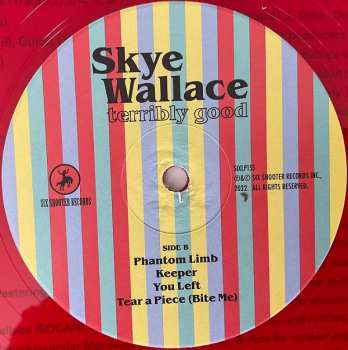 Skye
Wallace
terribly good
SIX SHOOTER RECORDS
SIXLP155
℗&© SIX SHOOTER RECORDS INC.,
2022. ALL RIGHTS RESERVED.
SIDE B
Phantom Limb
Keeper
You Left
Tear a Piece (Bite Me)